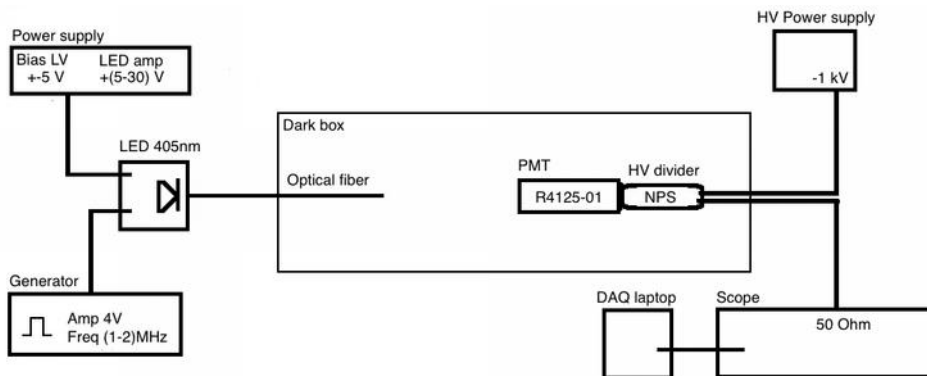 HV Power supply
-1 kV
Power supply
Bias LV LED amp
+-5 V +(5-30) V
Dark box
LED 405nm
Optical fiber
PMT
HV divider
R4125-01
NPS
Generator
Amp 4V
Freq (1-2)MHz
DAQ laptop
Scope
50 Ohm